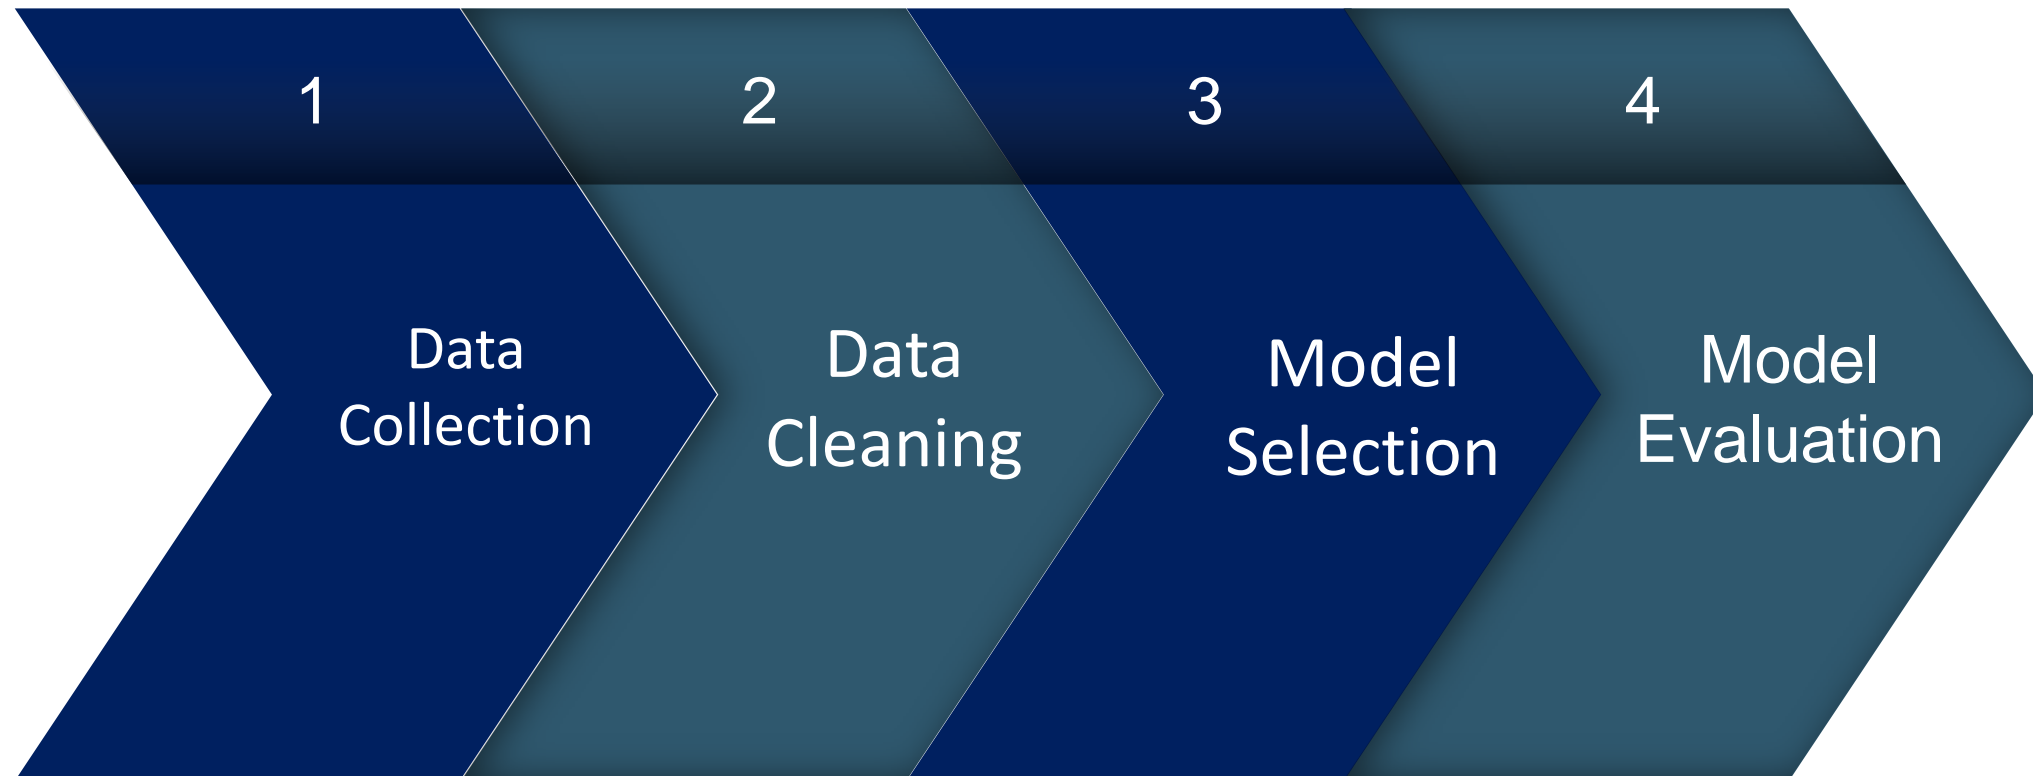 1
2
3
4
Data
Collection
Data
Cleaning
Model
Selection
Model
Evaluation